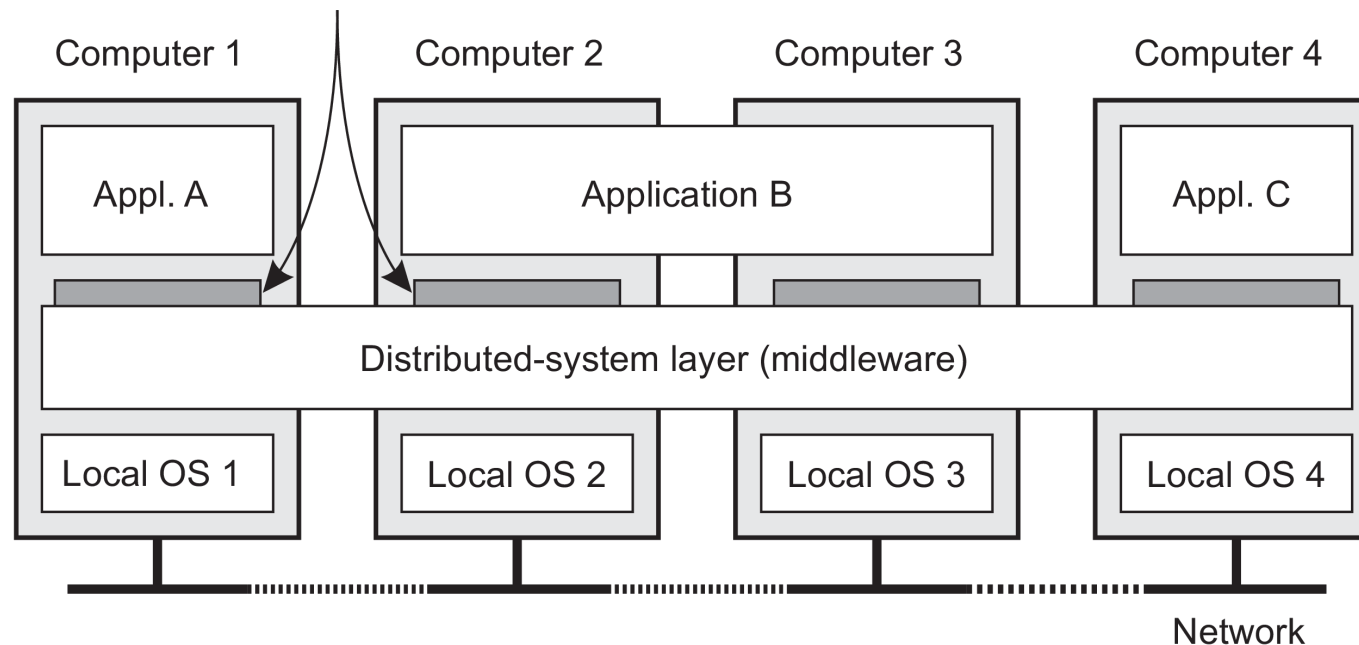 Computer 1
Computer 2
Computer 3
Computer 4
Appl. A
Application B
Appl. C
Distributed-system layer (middleware)
Local OS 1
Local OS 2
Local OS 3
Local OS 4
Network